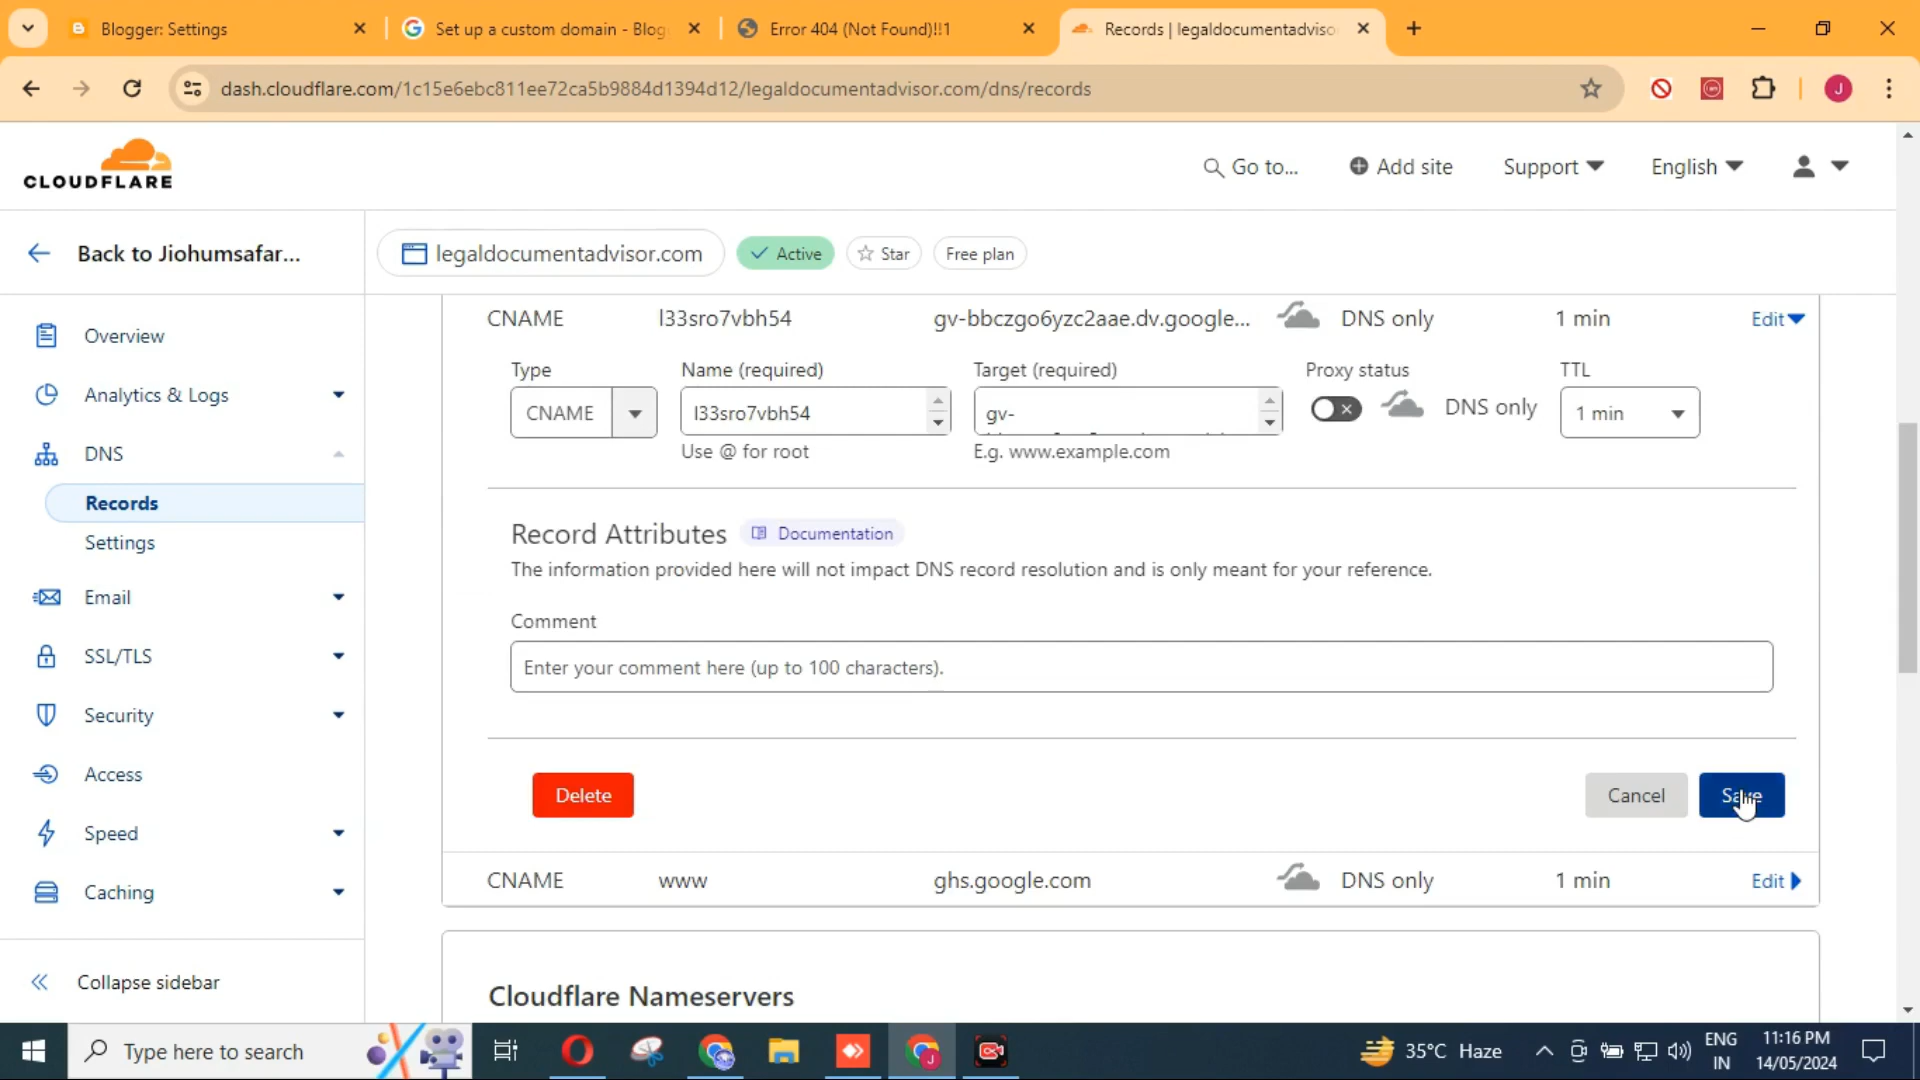 Blogger: Settings
Set up a custom domain - Blog
Error 404 (Not Found)!!1
Records | legaldocumentadviso
dash.cloudflare.com/1c15e6ebc811ee72ca5b9884d1394d12/legaldocumentadvisor.com/dns/records
J
CLOUDFLARE
Go to...
Add site
Support
English
Back to Jiohumsafar...
legaldocumentadvisor.com
Active
Star
Free plan
Overview
Analytics & Logs
DNS
Records
Settings
Email
SSL/TLS
Security
Access
Speed
Caching
Collapse sidebar
CNAME l33sro7vbh54 gv-bbczgo6yzc2aae.dv.google... DNS only 1 min Edit
Type Name (required) Target (required) Proxy status TTL
CNAME l33sro7vbh54 gv- DNS only 1 min
Use @ for root E.g. www.example.com
Record Attributes Documentation
The information provided here will not impact DNS record resolution and is only meant for your reference.
Comment
Enter your comment here (up to 100 characters).
Delete Cancel Save
CNAME www ghs.google.com DNS only 1 min Edit
Cloudflare Nameservers
Type here to search
J
35°C Haze
ENG
IN
11:16 PM
14/05/2024